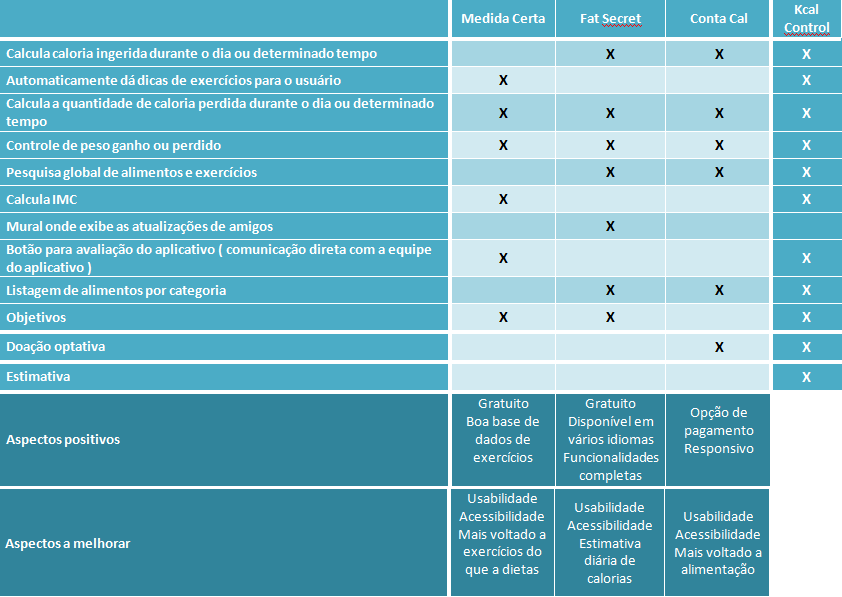 Medida Certa Fat Secret Conta Cal Kcal
Control
Calcula caloria ingerida durante o dia ou determinado tempo X X X
Automaticamente dá dicas de exercícios para o usuário X X
Calcula a quantidade de caloria perdida durante o dia ou determinado
tempo X X X X
Controle de peso ganho ou perdido X X X X
Pesquisa global de alimentos e exercícios X X X
Calcula IMC X X
Mural onde exibe as atualizações de amigos X
Botão para avaliação do aplicativo ( comunicação direta com a equipe
do aplicativo ) X X
Listagem de alimentos por categoria X X X
Objetivos X X X
Doação optativa X X
Estimativa X
Aspectos positivos
Gratuito
Boa base de
dados de
exercícios
Gratuito
Disponível em
vários idiomas
Funcionalidades
completas
Opção de
pagamento
Responsivo
Aspectos a melhorar
Usabilidade
Acessibilidade
Mais voltado a
exercícios do
que a dietas
Usabilidade
Acessibilidade
Estimativa
diária de
calorias
Usabilidade
Acessibilidade
Mais voltado a
alimentação